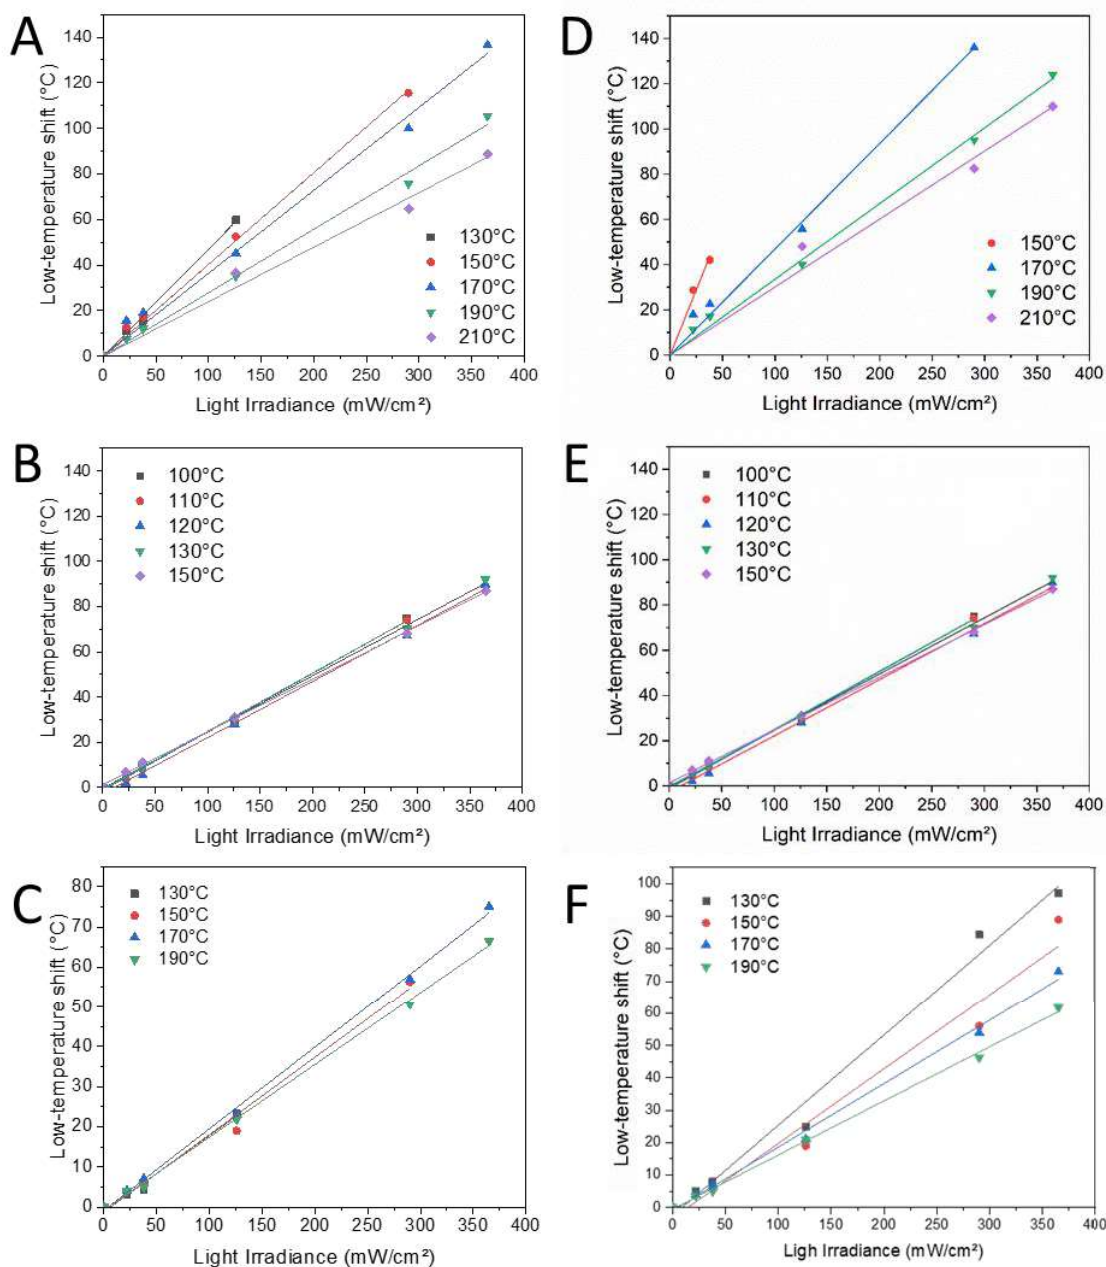 A
Low-temperature shift (°C)
140
120
100
80
60
40
20
0
130°C
150°C
170°C
190°C
210°C
0 50 100 150 200 250 300 350 400
Light Irradiance (mW/cm²)
D
Low-temperature shift (°C)
140
120
100
80
60
40
20
0
150°C
170°C
190°C
210°C
0 50 100 150 200 250 300 350 400
Light Irradiance (mW/cm²)
B
Low-temperature shift (°C)
140
120
100
80
60
40
20
0
100°C
110°C
120°C
130°C
150°C
0 50 100 150 200 250 300 350 400
Light Irradiance (mW/cm²)
E
Low-temperature shift (°C)
140
120
100
80
60
40
20
0
100°C
110°C
120°C
130°C
150°C
0 50 100 150 200 250 300 350 400
Light Irradiance (mW/cm²)
C
Low-temperature shift (°C)
85
80
70
60
50
40
30
20
10
0
130°C
150°C
170°C
190°C
0 50 100 150 200 250 300 350 400
Light Irradiance (mW/cm²)
F
Low-temperature shift (°C)
100
90
80
70
60
50
40
30
20
10
0
130°C
150°C
170°C
190°C
0 50 100 150 200 250 300 350 400
Ligh Irradiance (mW/cm²)